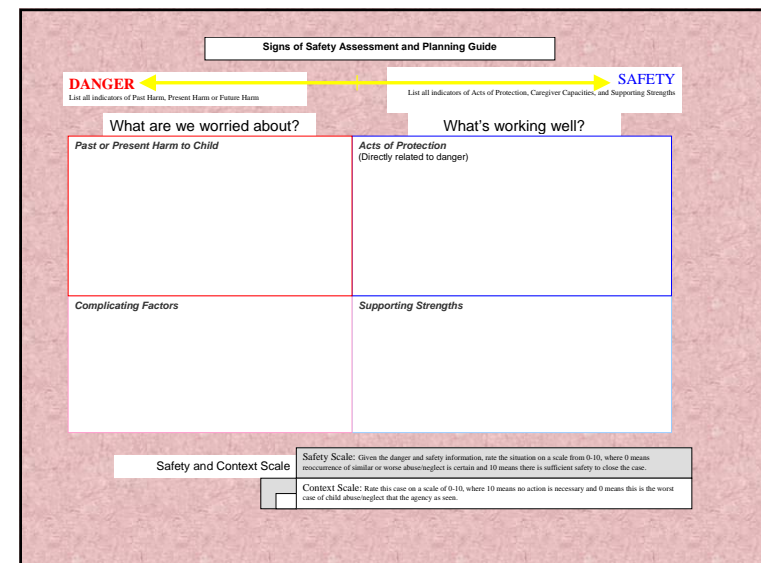 Signs of Safety Assessment and Planning Guide
DANGER
List all indicators of Past Harm, Present Harm or Future Harm
SAFETY
List all indicators of Acts of Protection, Caregiver Capacities, and Supporting Strengths
What are we worried about?
What's working well?
Past or Present Harm to Child
Acts of Protection
(Directly related to danger)
Complicating Factors
Supporting Strengths
Safety and Context Scale
Safety Scale: Given the danger and safety information, rate the situation on a scale from 0-10, where 0 means
reoccurrence of similar or worse abuse/neglect is certain and 10 means there is sufficient safety to close the case.
Context Scale: Rate this case on a scale of 0-10, where 10 means no action is necessary and 0 means this is the worst
case of child abuse/neglect that the agency as seen.